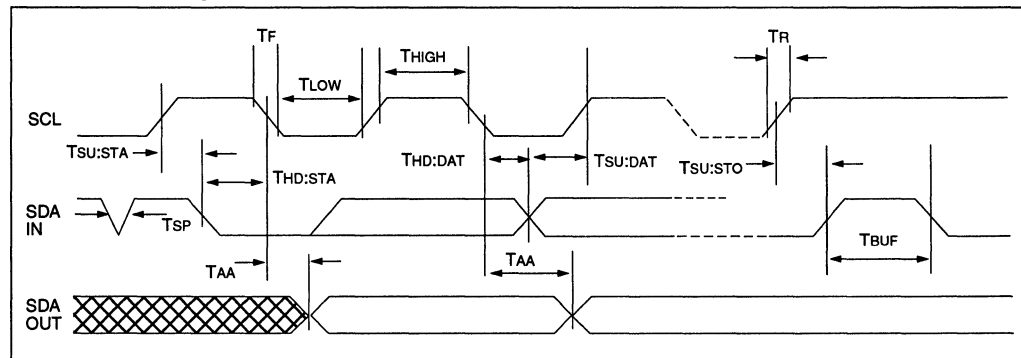 TF
TR
THIGH
TLOW
SCL
TSU:STA
THD:DAT
TSU:DAT
THD:STA
TSU:STO
SDA
IN
TSP
TBUF
TAA
TAA
SDA
OUT